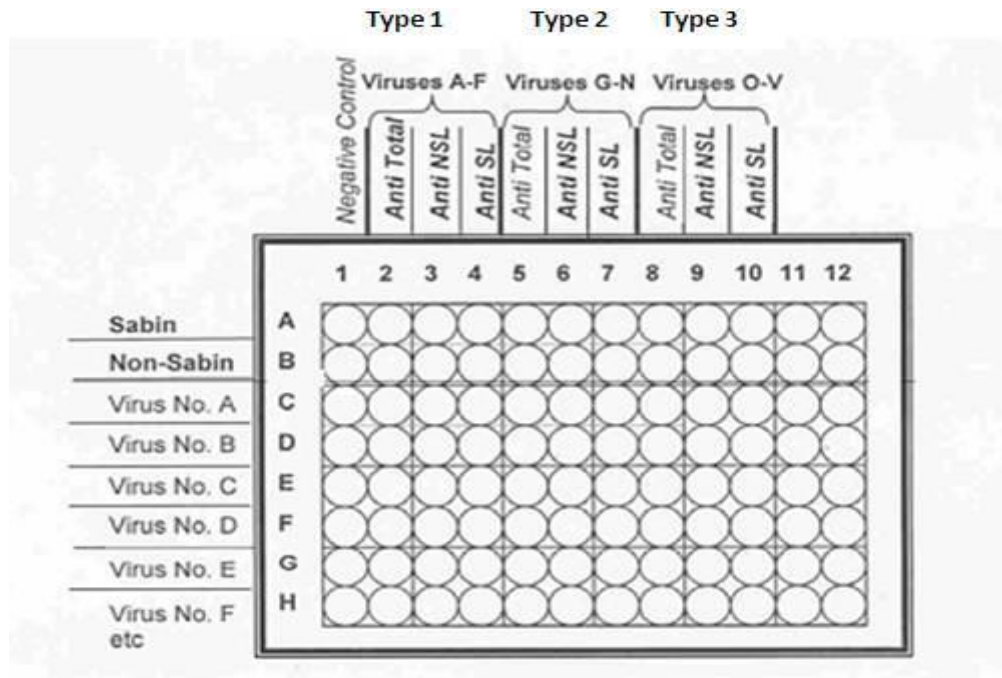 Type 1 Type 2 Type 3
Viruses A-F Viruses G-N Viruses O-V
Negative Control
Anti Total
Anti NSL
Anti SL
Anti Total
Anti NSL
Anti SL
Anti Total
Anti NSL
Anti SL
1 2 3 4 5 6 7 8 9 10 11 12
Sabin A
Non-Sabin B
Virus No. A C
Virus No. B D
Virus No. C E
Virus No. D F
Virus No. E G
Virus No. F H
etc